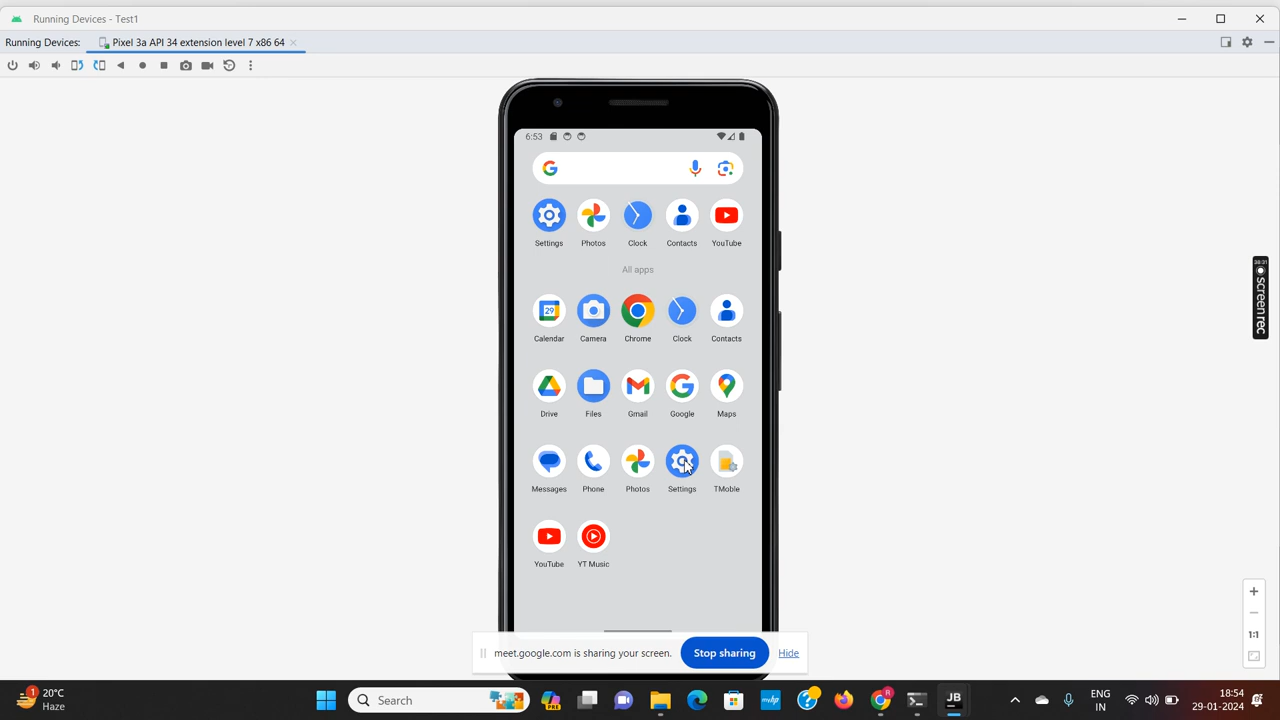 Running Devices - Test1
Running Devices: Pixel 3a API 34 extension level 7 x86 64
6:53
Settings Photos Clock Contacts YouTube
All apps
29
Calendar Camera Chrome Clock Contacts
Drive Files Gmail Google Maps
Messages Phone Photos Settings TMoble
YouTube YT Music
screenrec
1:1
meet.google.com is sharing your screen. Stop sharing Hide
1 20°C
Haze
Search
PRE
myhp
?
R
JB
ENG
IN
18:54
29-01-2024